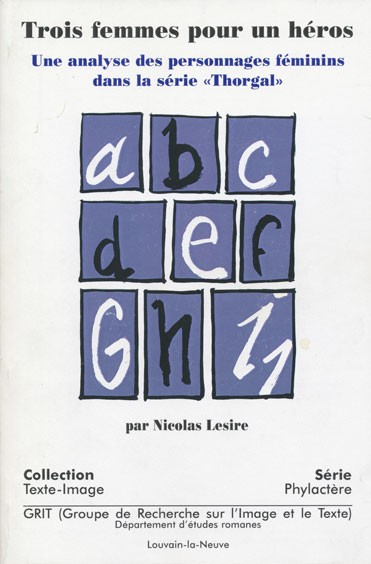 Trois femmes pour un héros
Une analyse des personnages féminins
dans la série «Thorgal»
a b c
d e f
G h i
par Nicolas Lesire
Collection
Texte-Image
Série
Phylactère
GRIT (Groupe de Recherche sur l'Image et le Texte)
Département d'études romanes
Louvain-la-Neuve